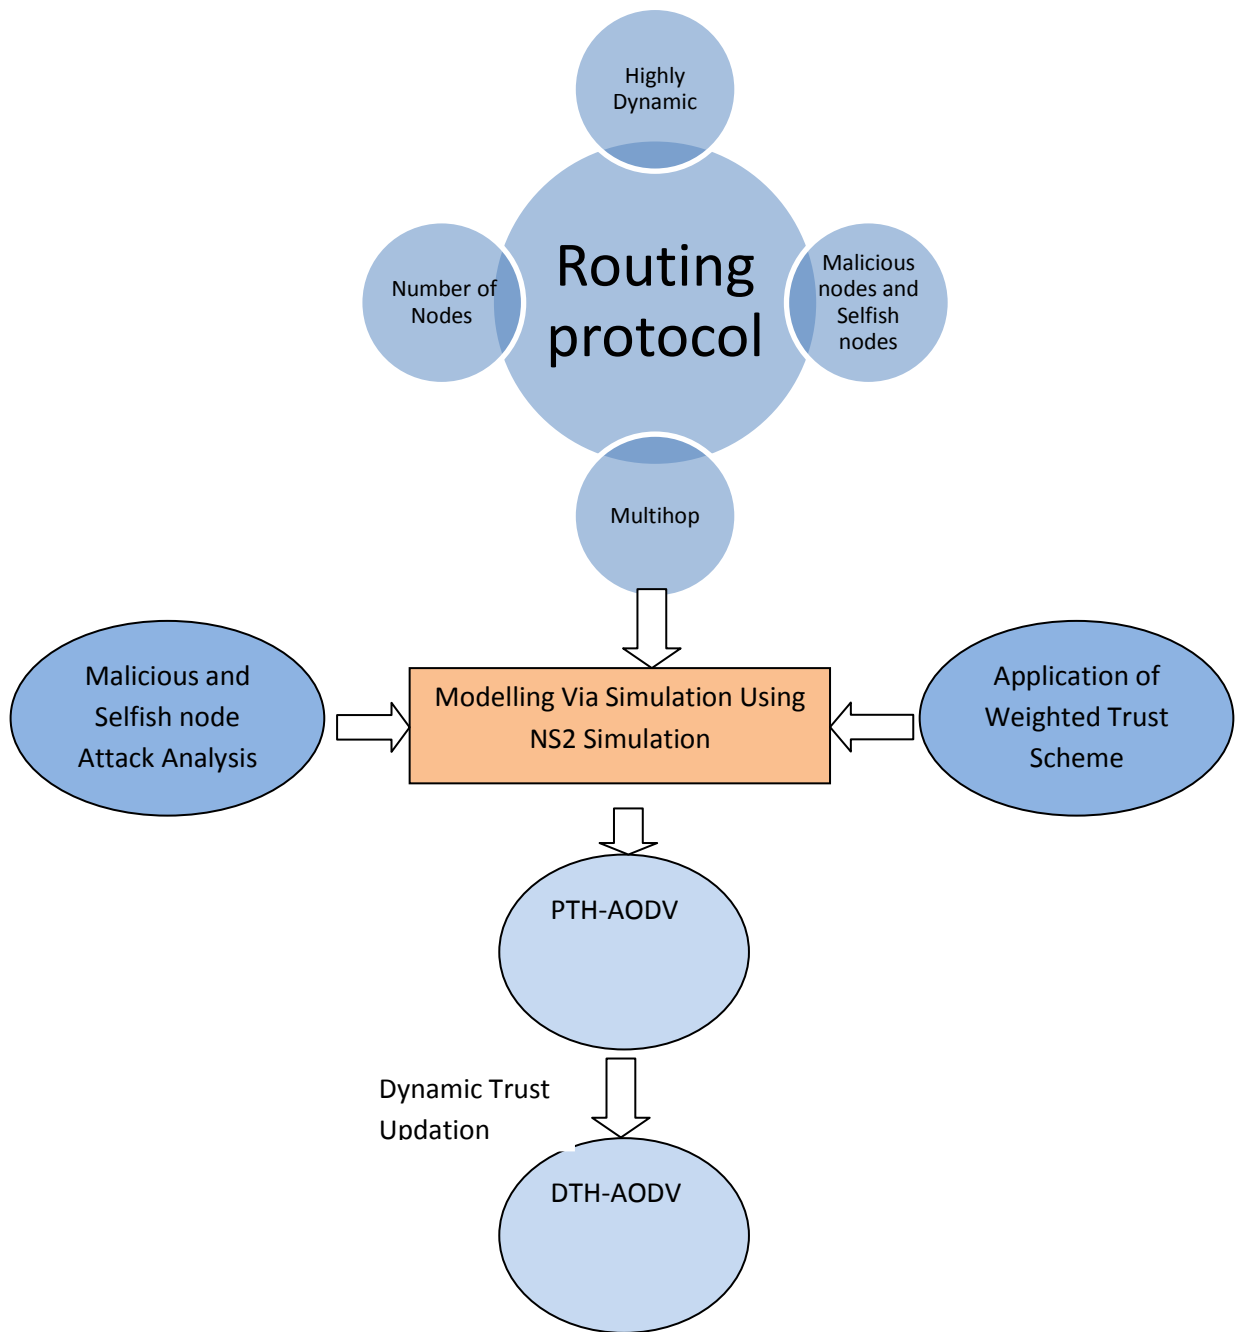 Highly
Dynamic
Routing
protocol
Number of
Nodes
Malicious
nodes and
Selfish
nodes
Multihop
Malicious and
Selfish node
Attack Analysis
Modelling Via Simulation Using
NS2 Simulation
Application of
Weighted Trust
Scheme
PTH-AODV
Dynamic Trust
Updation
DTH-AODV